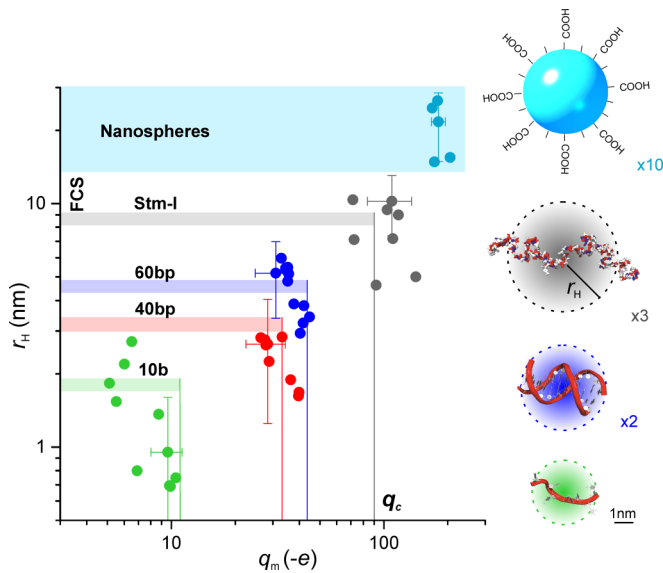 COOH
COOH
COOH
COOH
COOH
COOH
COOH
COOH
x10
Nanospheres
FCS
10
Stm-l
60bp
40bp
10b
1
r_H (nm)
r_H
x3
x2
q_c
1nm
10
100
q_m (-e)